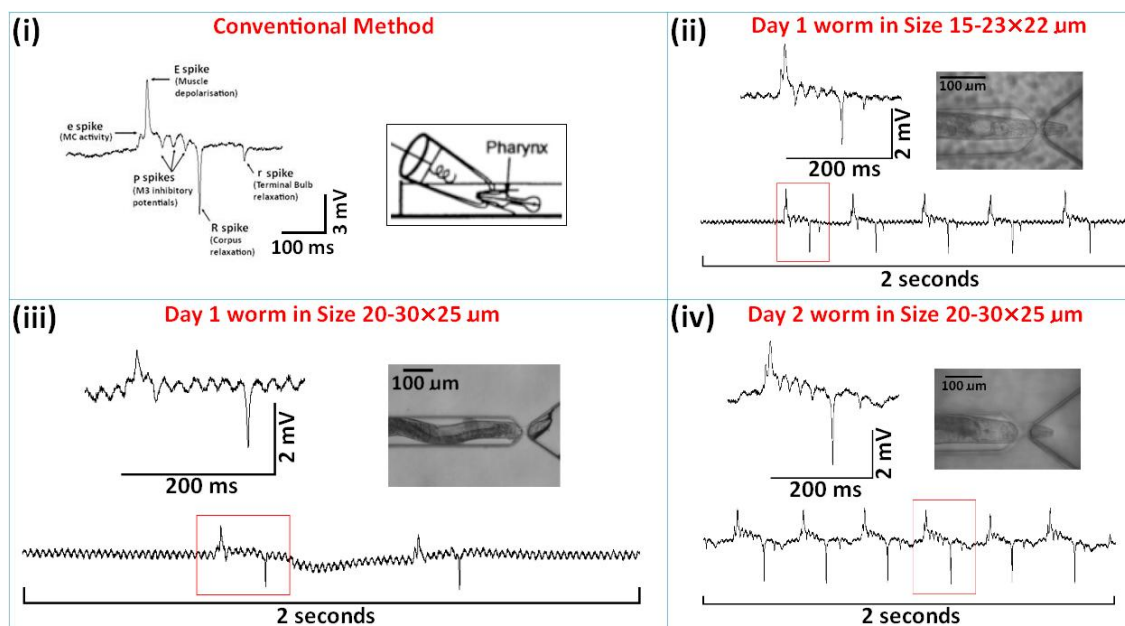 (i)
Conventional Method
E spike
(Muscle
depolarisation)
e spike
(MC activity)
P spikes
(M3 inhibitory
potentials)
r spike
(Terminal Bulb
relaxation)
R spike
(Corpus
relaxation)
3 mV
100 ms
Pharynx
(ii)
Day 1 worm in Size 15-23×22 µm
100 µm
2 mV
200 ms
2 seconds
(iii)
Day 1 worm in Size 20-30×25 µm
100 µm
2 mV
200 ms
2 seconds
(iv)
Day 2 worm in Size 20-30×25 µm
100 µm
2 mV
200 ms
2 seconds